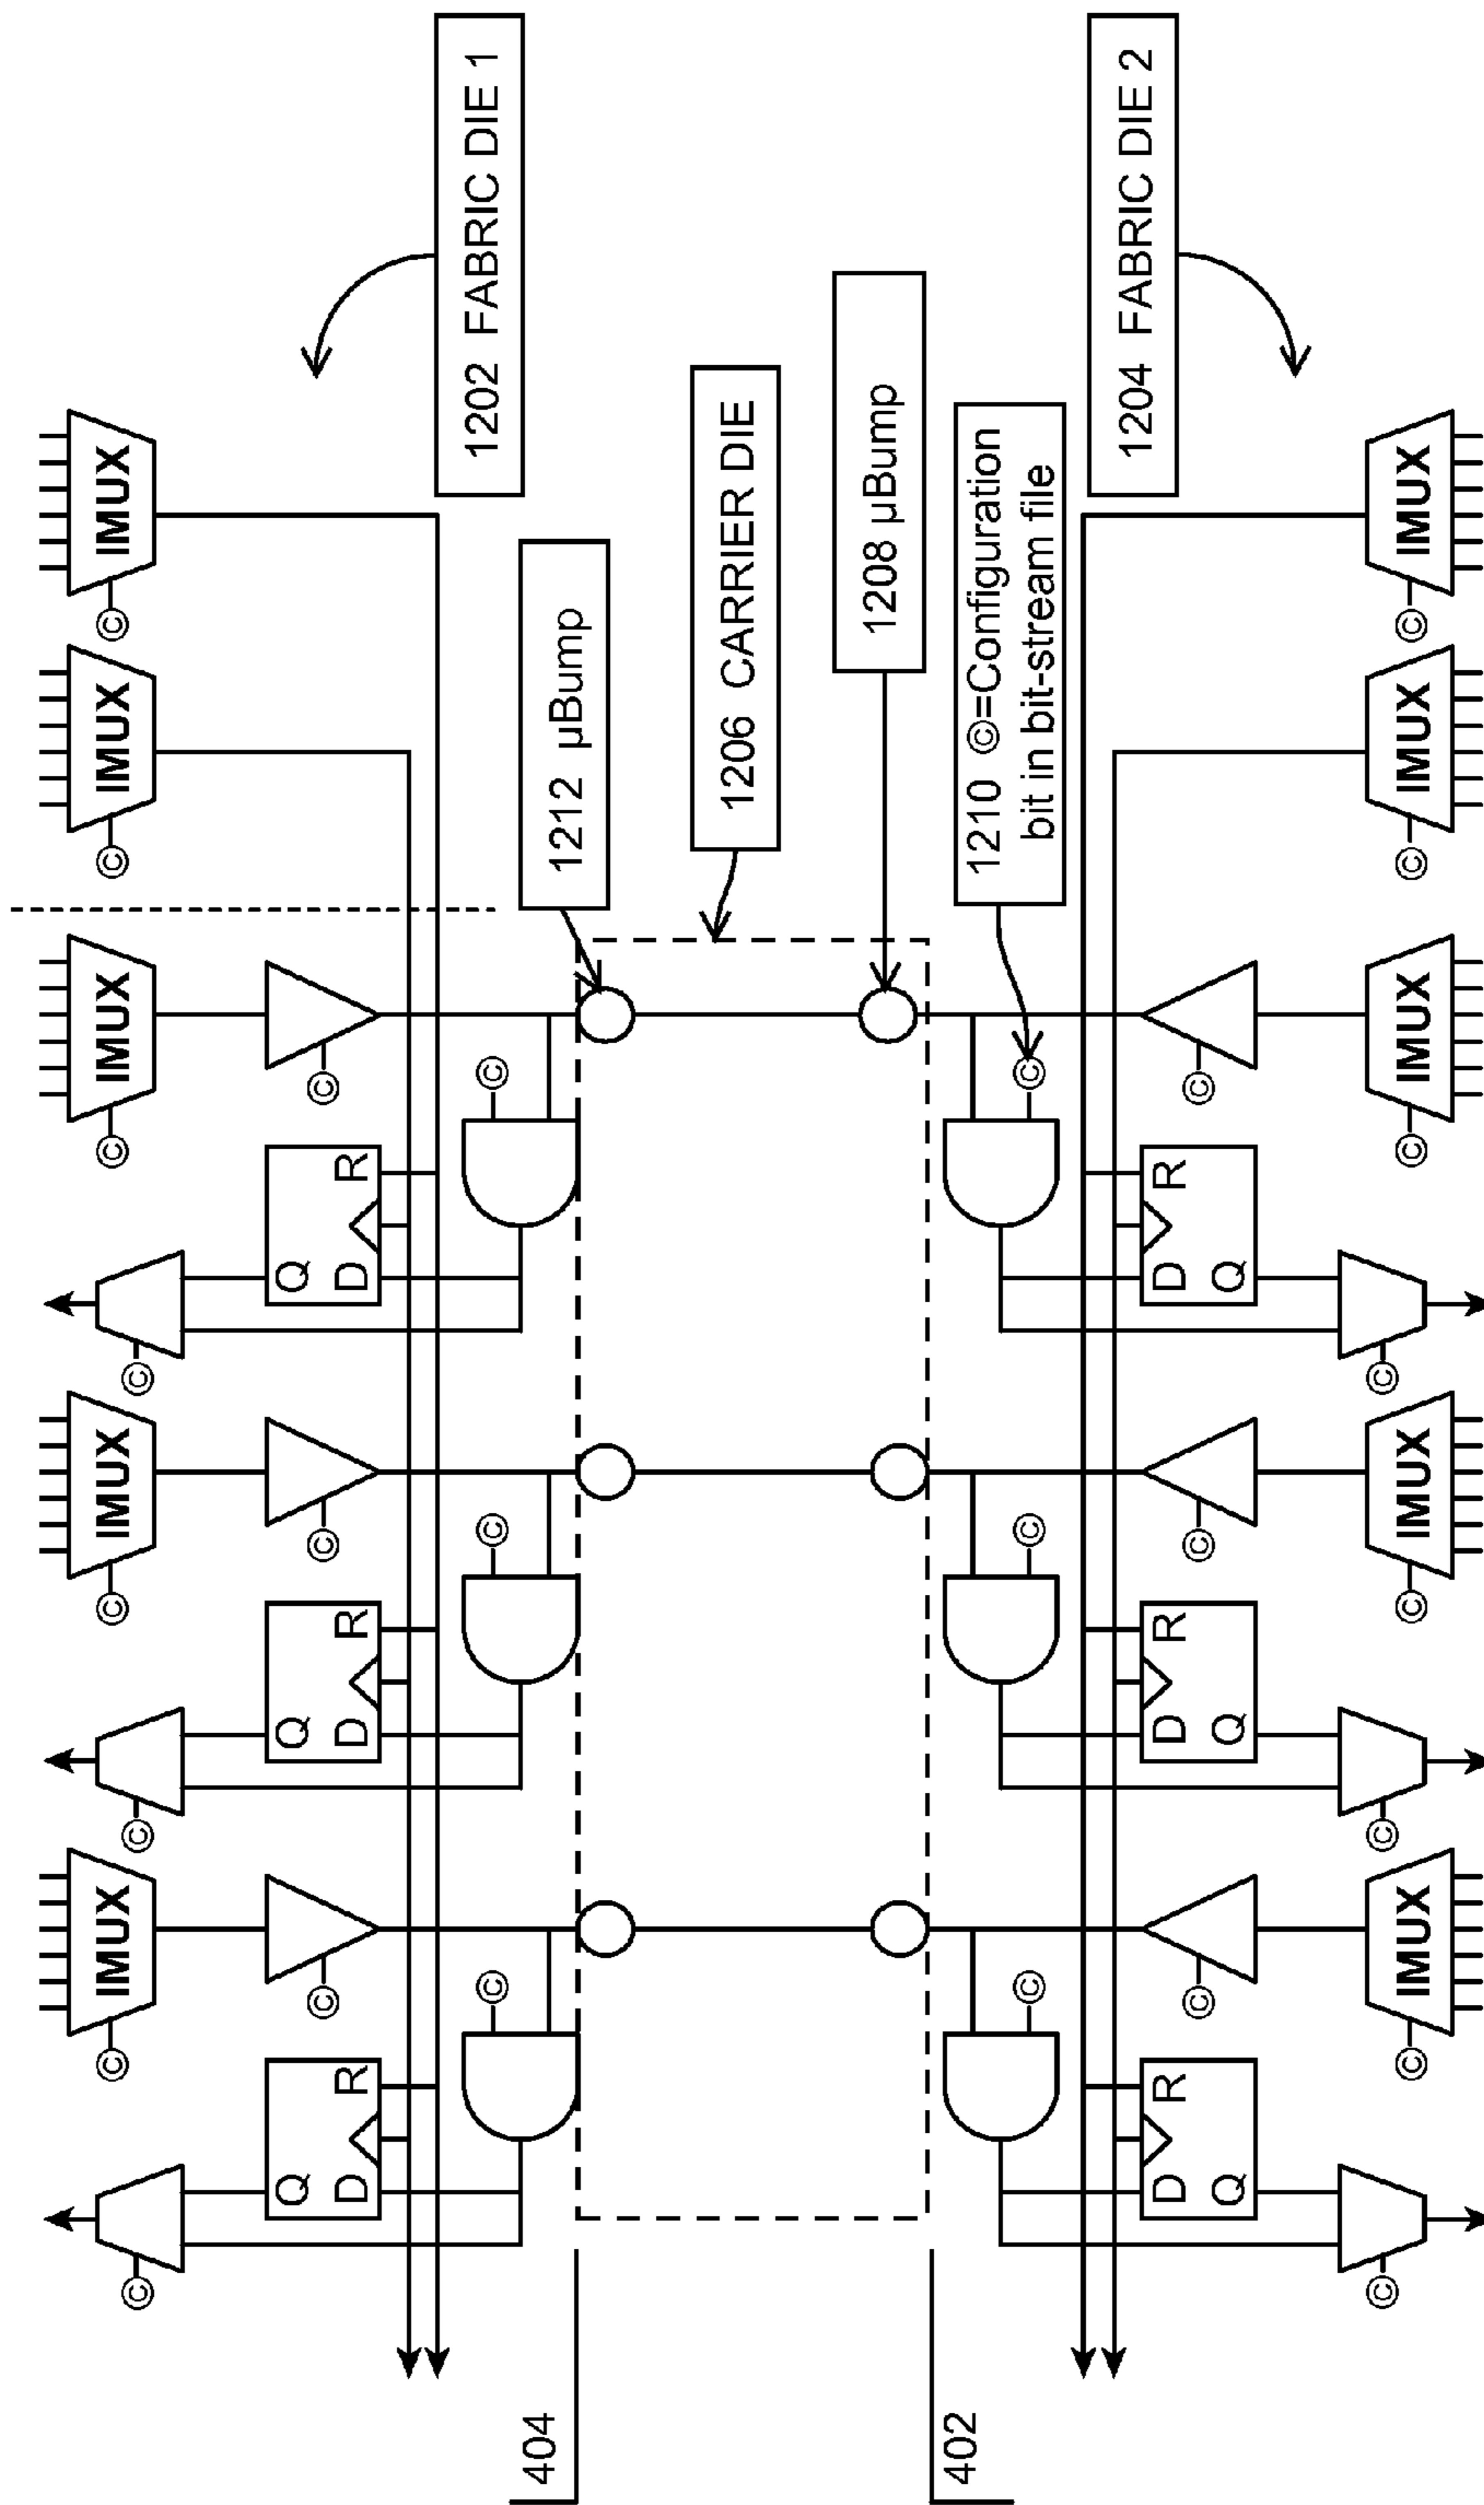 © IMUX © IMUX © IMUX © IMUX © IMUX
© © ©
Q Q Q
© © ©
D R D R D R
1202 FABRIC DIE 1
© © ©
404
1212 µBump
1206 CARRIER DIE
1208 µBump
402
1210 ©=Configuration
bit in bit-stream file
© © ©
1204 FABRIC DIE 2
D R D R D R
© © ©
Q Q Q
© © ©
© IMUX © IMUX © IMUX © IMUX © IMUX